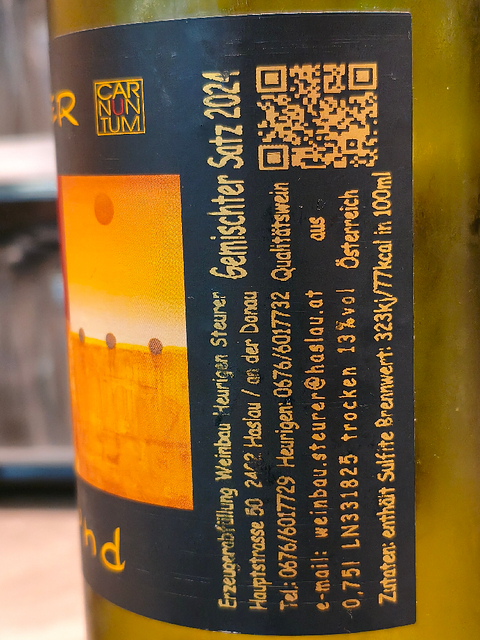 ER
CAR
NUN
TUM
Gemischter Satz 2024
Erzeugerabfüllung Weinbau Heurigen Steurer
Hauptstrasse 50 2402 Haslau / an der Donau
Tel: 0676/6017729 Heurigen: 0676/6017732 Qualitätswein
e-mail: weinbau.steurer@haslau.at aus
0,75l LN331825 trocken 13%vol Österreich
Zutaten: enthält Sulfite Brennwert: 323Kj/77kcal in 100ml